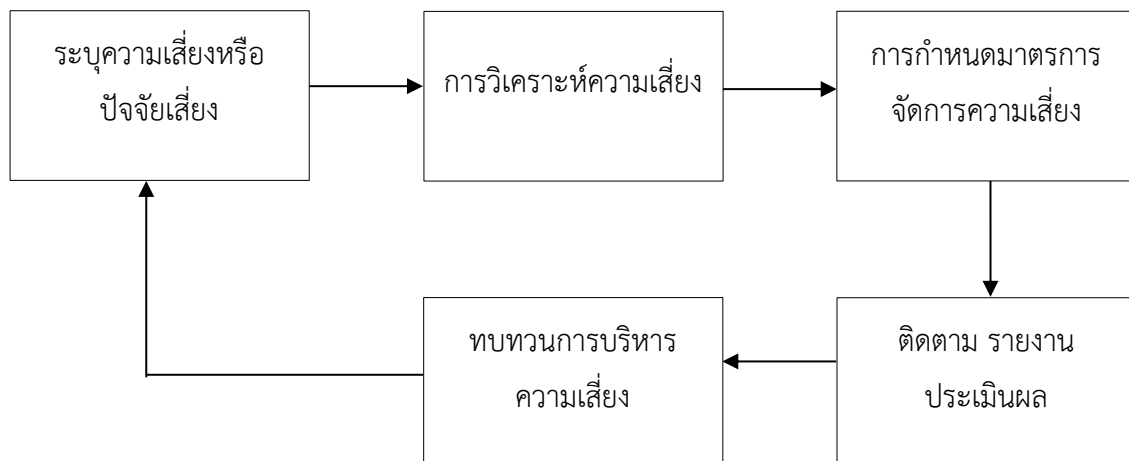 ระบุความเสี่ยงหรือ
ปัจจัยเสี่ยง
การวิเคราะห์ความเสี่ยง
การกำหนดมาตรการ
จัดการความเสี่ยง
ติดตาม รายงาน
ประเมินผล
ทบทวนการบริหาร
ความเสี่ยง